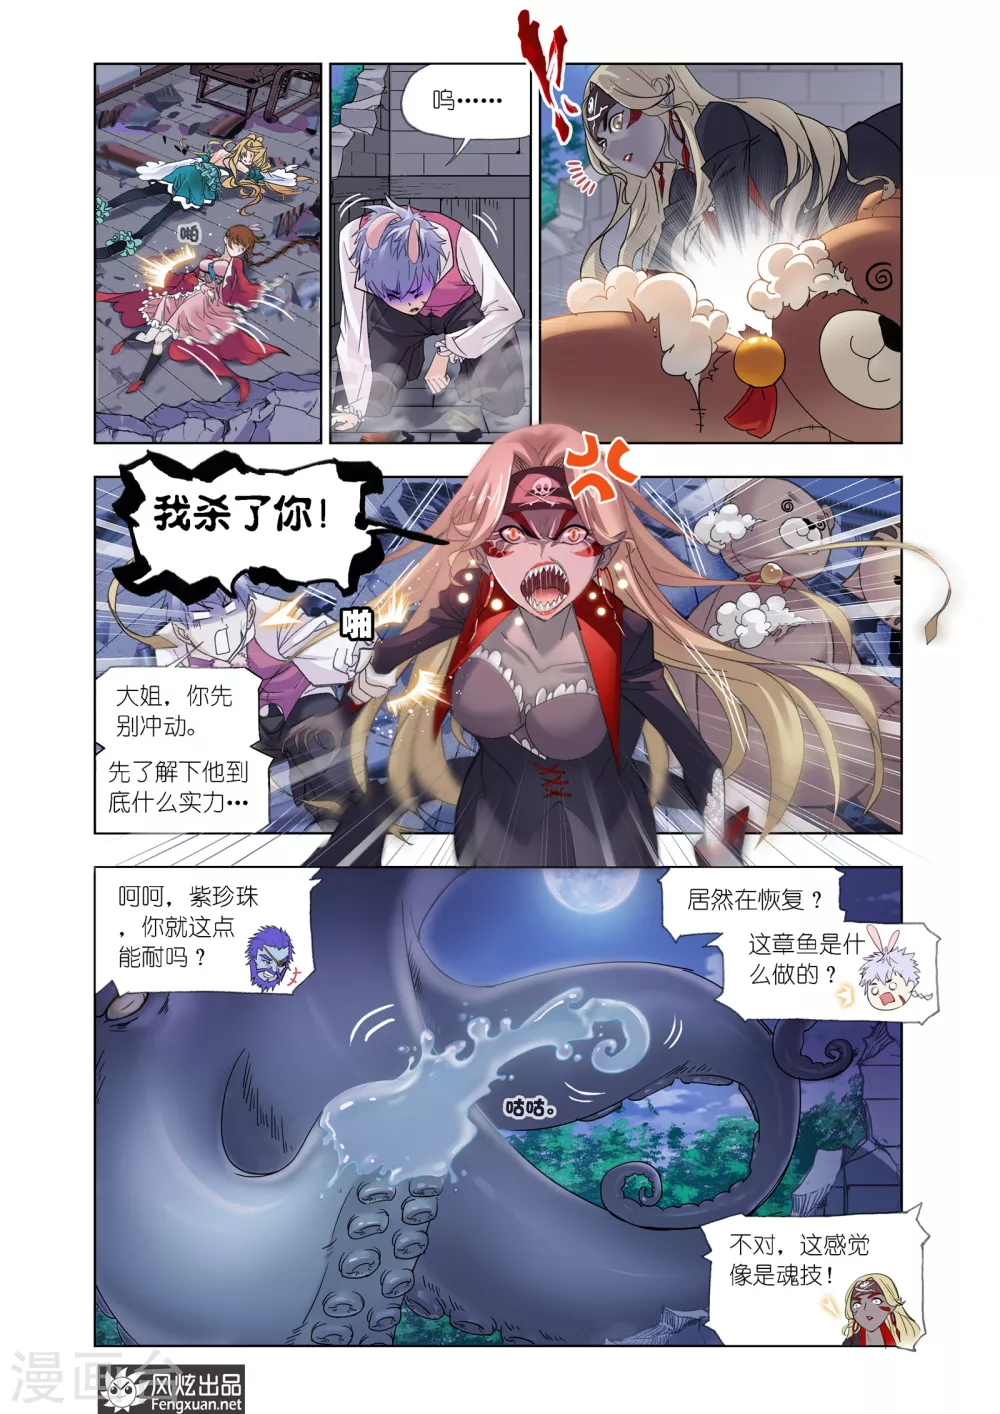 啪
呜……
我杀了你！
啪
大姐，你先
别冲动。
先了解下他到
底什么实力…
呵呵，紫珍珠
，你就这点
能耐吗？
居然在恢复？
这章鱼是什
么做的？
咕咕。
不对，这感觉
像是魂技！
漫画台
风炫出品
Fengxuan.net